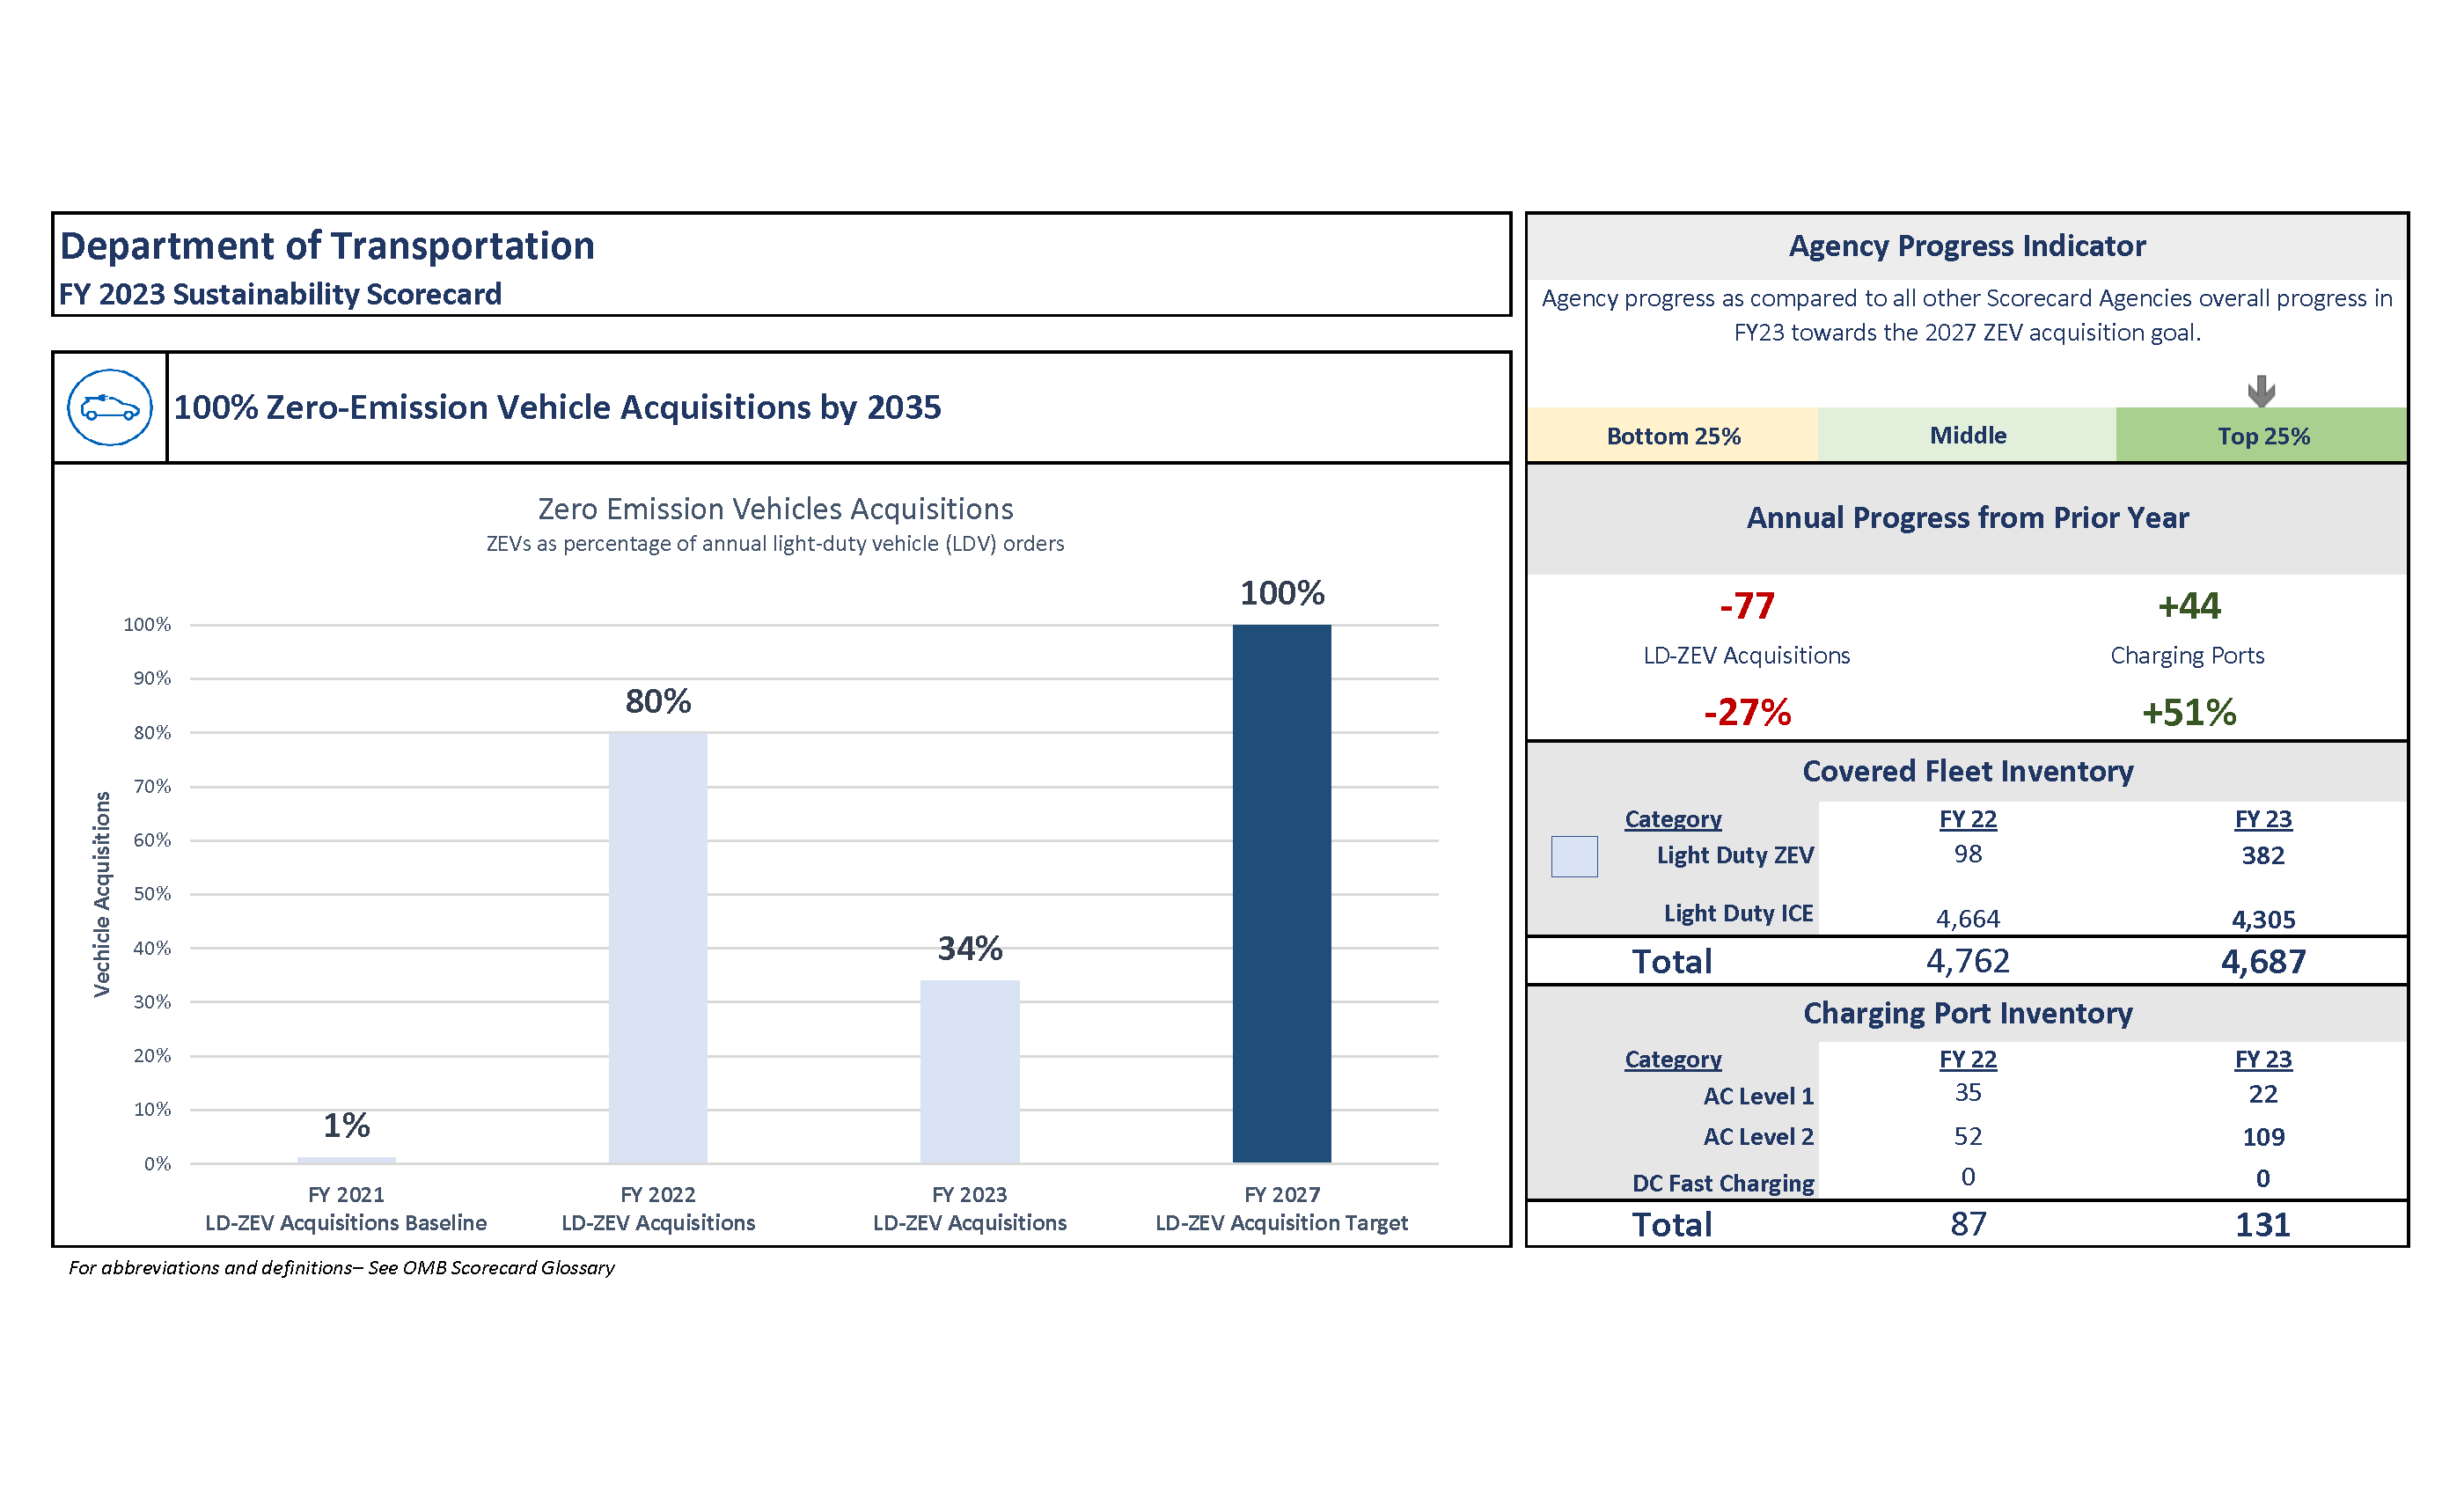 Department of Transportation
FY 2023 Sustainability Scorecard
100% Zero-Emission Vehicle Acquisitions by 2035
Zero Emission Vehicles Acquisitions
ZEVs as percentage of annual light-duty vehicle (LDV) orders
Vechicle Acquisitions
100%
90%
80%
70%
60%
50%
40%
30%
20%
10%
0%
1%
80%
34%
100%
FY 2021
LD-ZEV Acquisitions Baseline
FY 2022
LD-ZEV Acquisitions
FY 2023
LD-ZEV Acquisitions
FY 2027
LD-ZEV Acquisition Target
For abbreviations and definitions– See OMB Scorecard Glossary
Agency Progress Indicator
Agency progress as compared to all other Scorecard Agencies overall progress in
FY23 towards the 2027 ZEV acquisition goal.
Bottom 25% Middle Top 25%
Annual Progress from Prior Year
-77 +44
LD-ZEV Acquisitions Charging Ports
-27% +51%
Covered Fleet Inventory
Category FY 22 FY 23
Light Duty ZEV 98 382
Light Duty ICE 4,664 4,305
Total 4,762 4,687
Charging Port Inventory
Category FY 22 FY 23
AC Level 1 35 22
AC Level 2 52 109
DC Fast Charging 0 0
Total 87 131